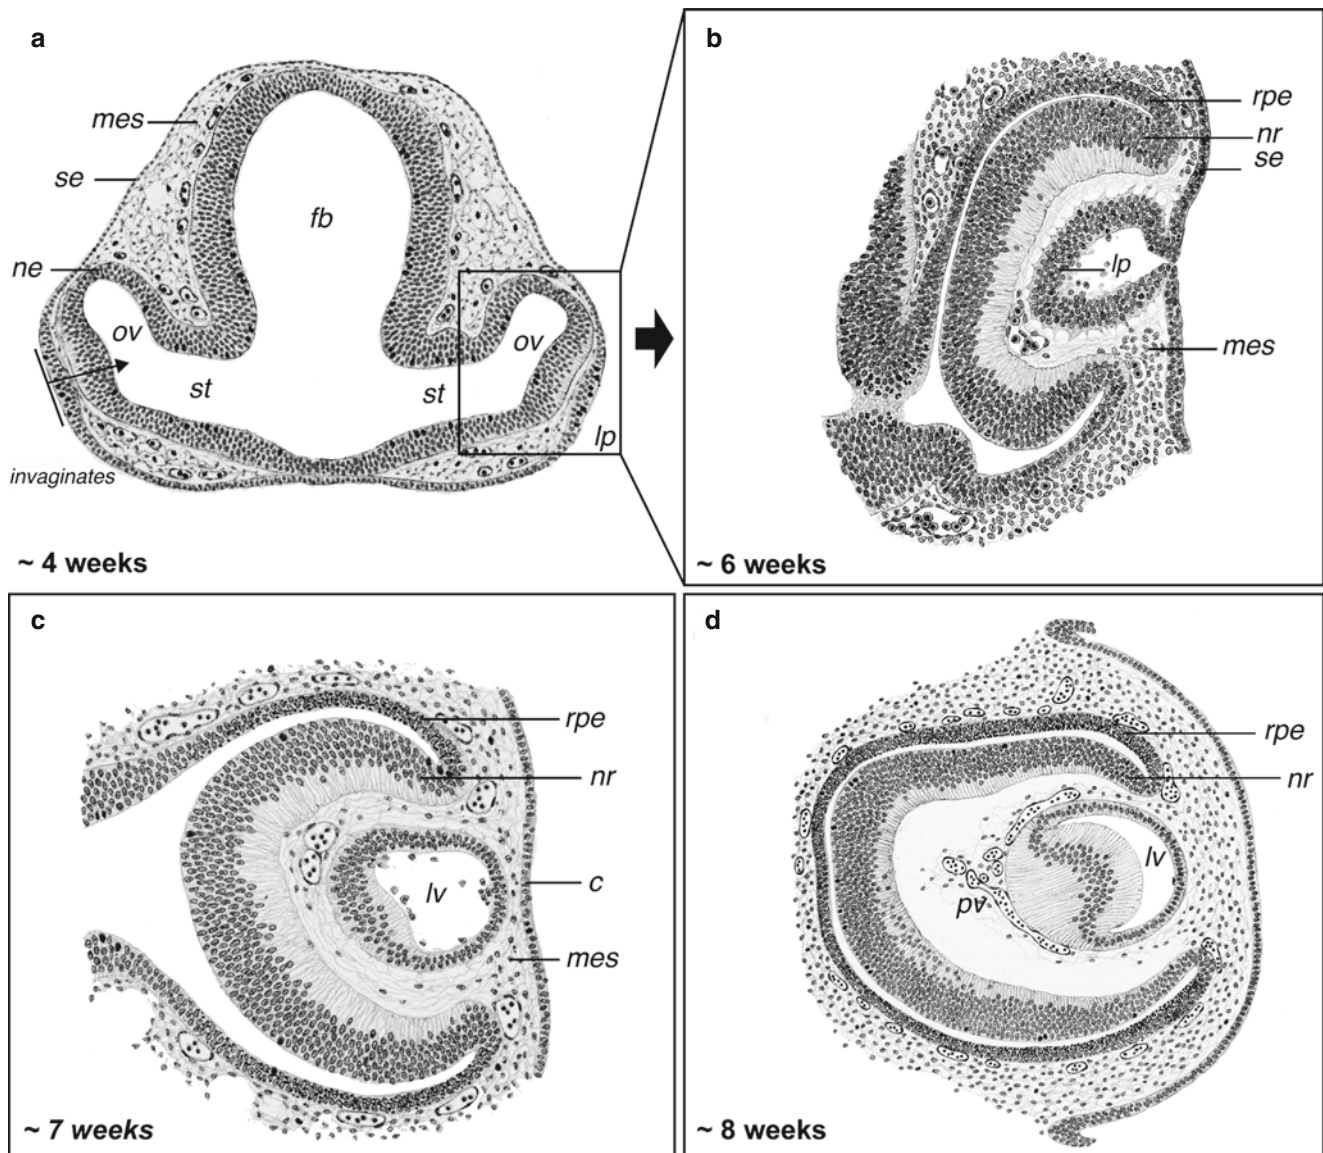 a
mes
se
fb
ne
ov
ov
st
st
lp
invaginates
~ 4 weeks
b
rpe
nr
se
lp
mes
~ 6 weeks
c
rpe
nr
lv
c
mes
~ 7 weeks
d
rpe
nr
lv
pv
~ 8 weeks